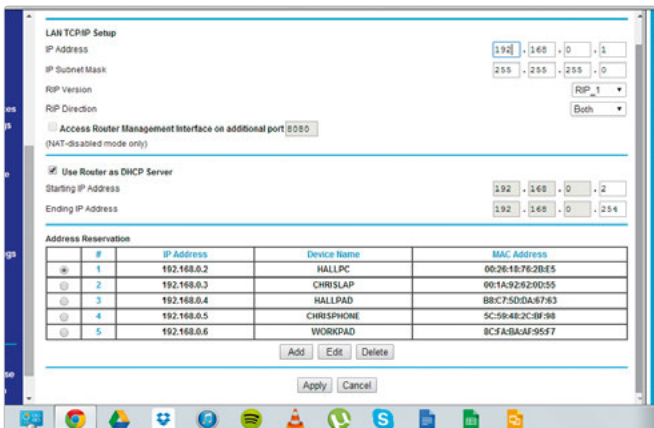 LAN TCP/IP Setup
IP Address 192 . 168 . 0 . 1
IP Subnet Mask 255 . 255 . 255 . 0
RIP Version RIP_1
RIP Direction Both
Access Router Management Interface on additional port 8080
(NAT-disabled mode only)
Use Router as DHCP Server
Starting IP Address 192 . 168 . 0 . 2
Ending IP Address 192 . 168 . 0 . 254
Address Reservation
# IP Address Device Name MAC Address
1 192.168.0.2 HALLPC 00:26:18:76:2B:E5
2 192.168.0.3 CHRISLAP 00:1A:92:62:0D:55
3 192.168.0.4 HALLPAD B8:C7:5D:DA:67:63
4 192.168.0.5 CHRISPHONE 5C:59:48:2C:BF:98
5 192.168.0.6 WORKPAD 8C:FA:BA:AF:95:F7
Add Edit Delete
Apply Cancel